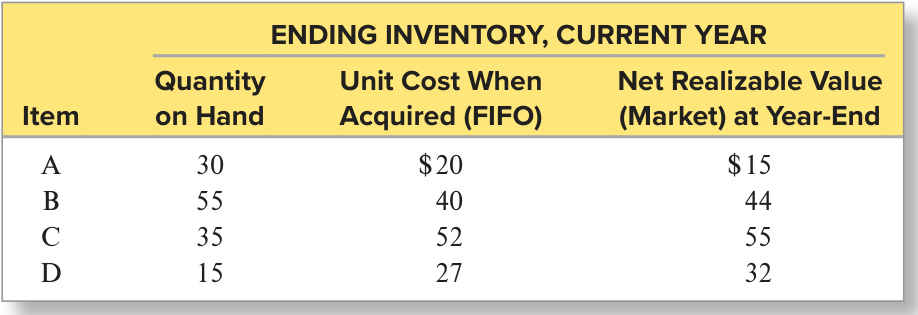 ENDING INVENTORY, CURRENT YEAR
Item Quantity on Hand Unit Cost When Acquired (FIFO) Net Realizable Value (Market) at Year-End
A 30 $20 $15
B 55 40 44
C 35 52 55
D 15 27 32